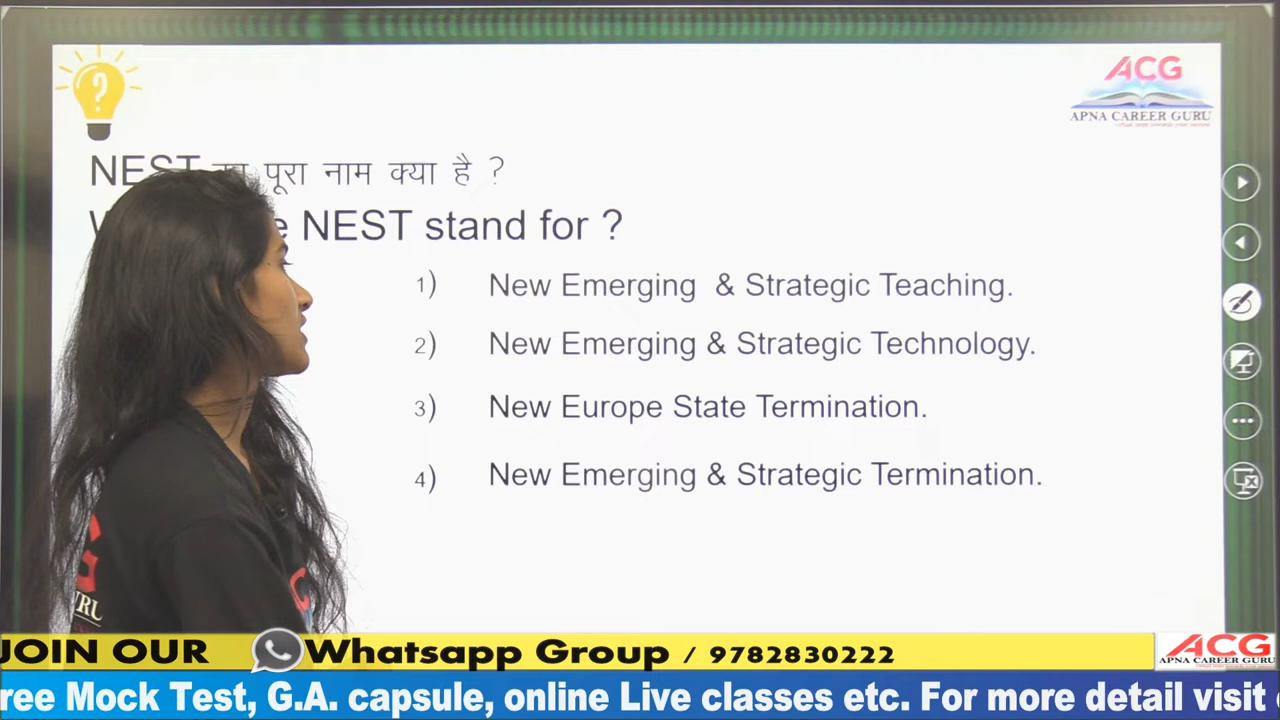 ACG
APNA CAREER GURU
पूरा नाम क्या है ?
NEST stand for ?
1) New Emerging & Strategic Teaching.
2) New Emerging & Strategic Technology.
3) New Europe State Termination.
4) New Emerging & Strategic Termination.
JOIN OUR Whatsapp Group / 9782830222
ACG
APNA CAREER GURU
ree Mock Test, G.A. capsule, online Live classes etc. For more detail visit